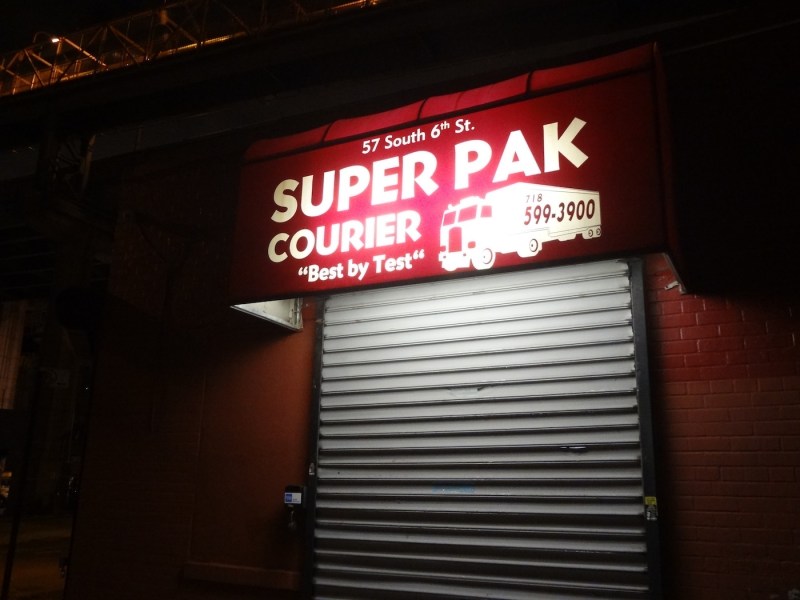 57 South 6th St.
SUPER PAK
COURIER
718
599-3900
“Best by Test“